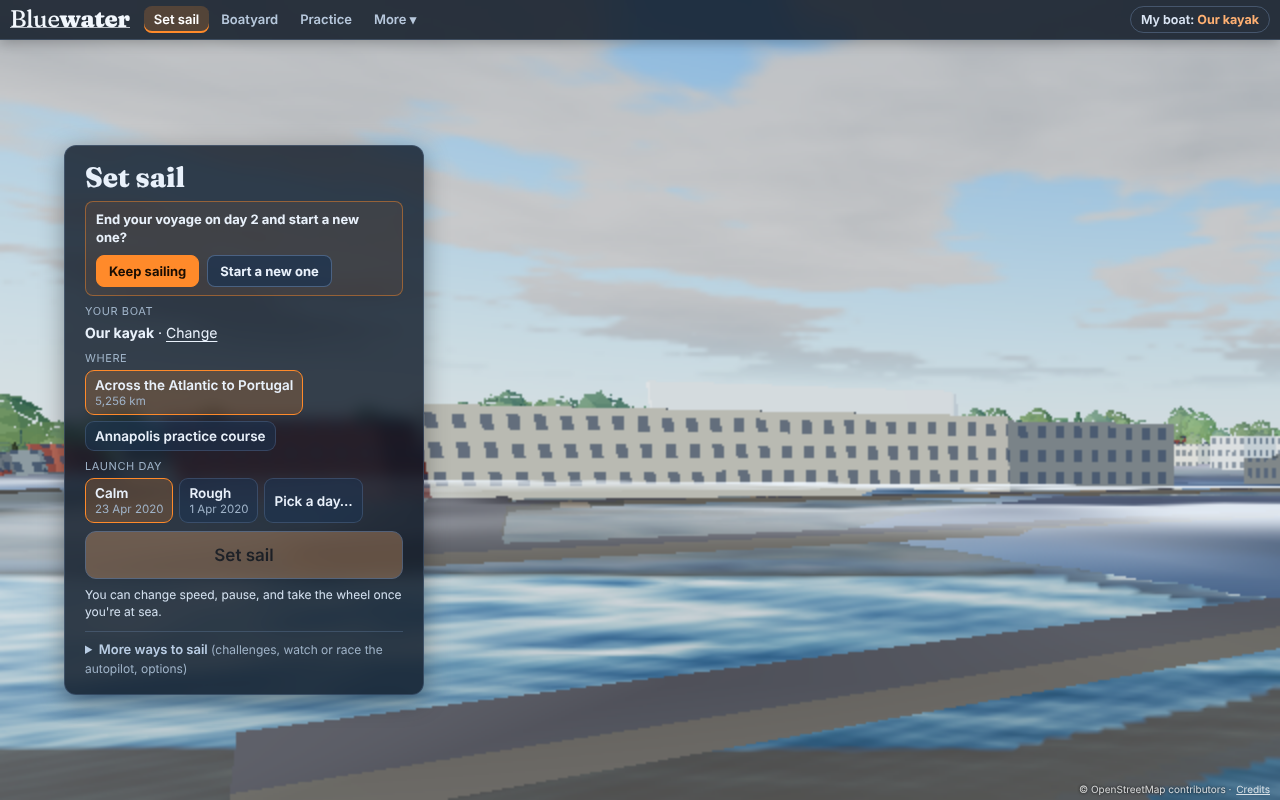 Bluewater
Set sail
Boatyard
Practice
More ▾
My boat: Our kayak
Set sail
End your voyage on day 2 and start a new
one?
Keep sailing
Start a new one
YOUR BOAT
Our kayak · Change
WHERE
Across the Atlantic to Portugal
5,256 km
Annapolis practice course
LAUNCH DAY
Calm
23 Apr 2020
Rough
1 Apr 2020
Pick a day...
Set sail
You can change speed, pause, and take the wheel once
you're at sea.
▶ More ways to sail (challenges, watch or race the
autopilot, options)
© OpenStreetMap contributors · Credits